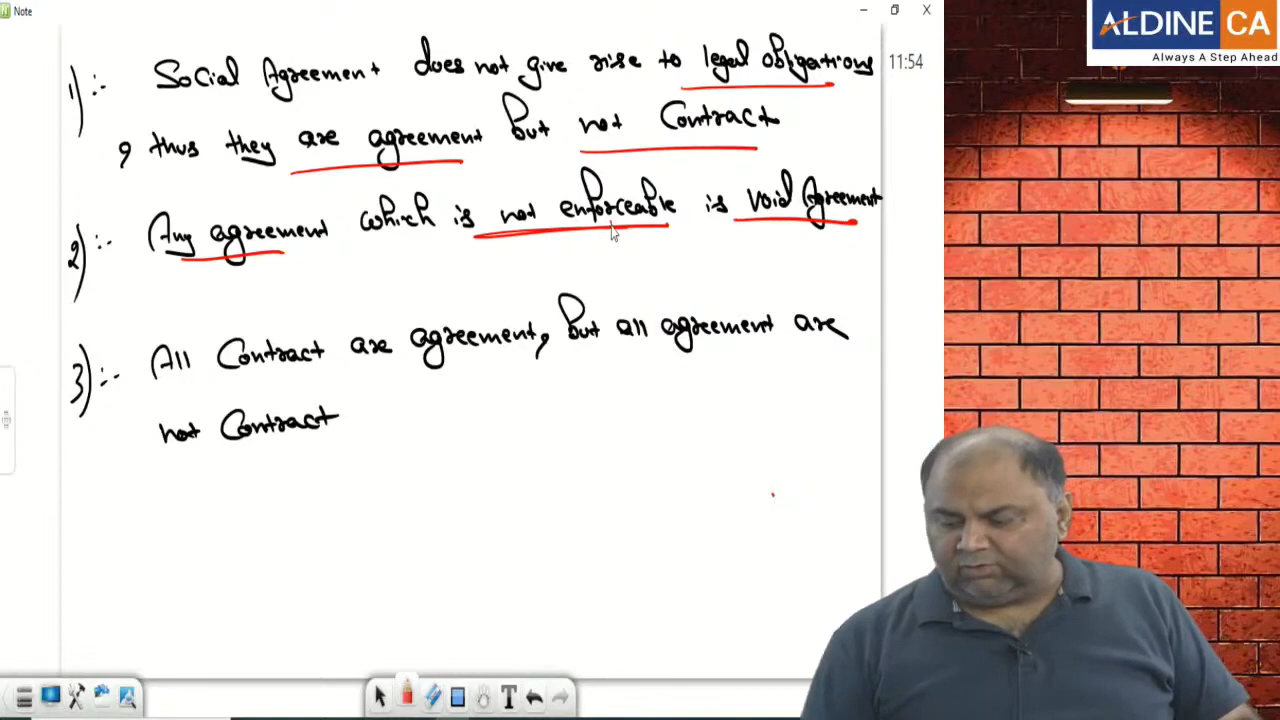 Note
ALDINE CA
Always A Step Ahead
11:54
1) :- Social Agreement does not give rise to legal obligations
, thus they are agreement but not Contract
2) :- Any agreement which is not enforceable is void Agreement
3) :- All Contract are agreement, but all agreement are
not Contract
T